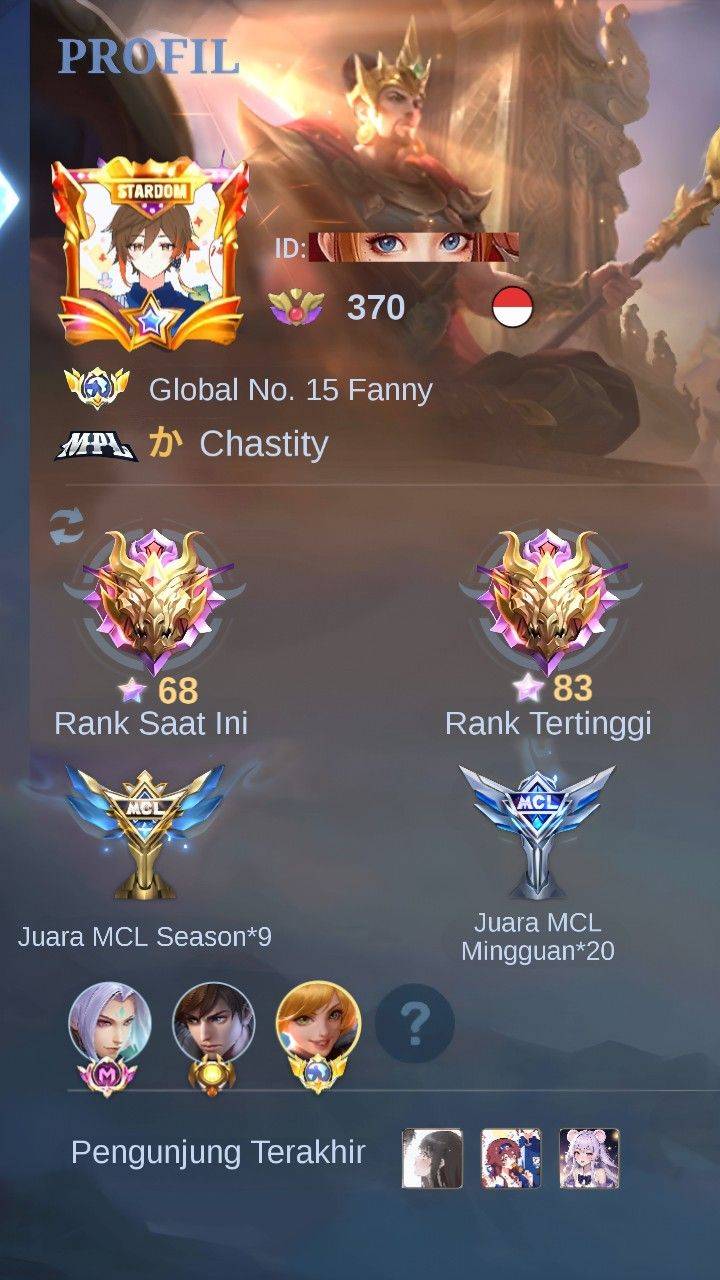 PROFIL
STARDOM
ID:
370
Global No. 15 Fanny
MPL か Chastity
68
83
Rank Saat Ini
Rank Tertinggi
MCL
MCL
Juara MCL Season*9
Juara MCL
Mingguan*20
M
?
Pengunjung Terakhir